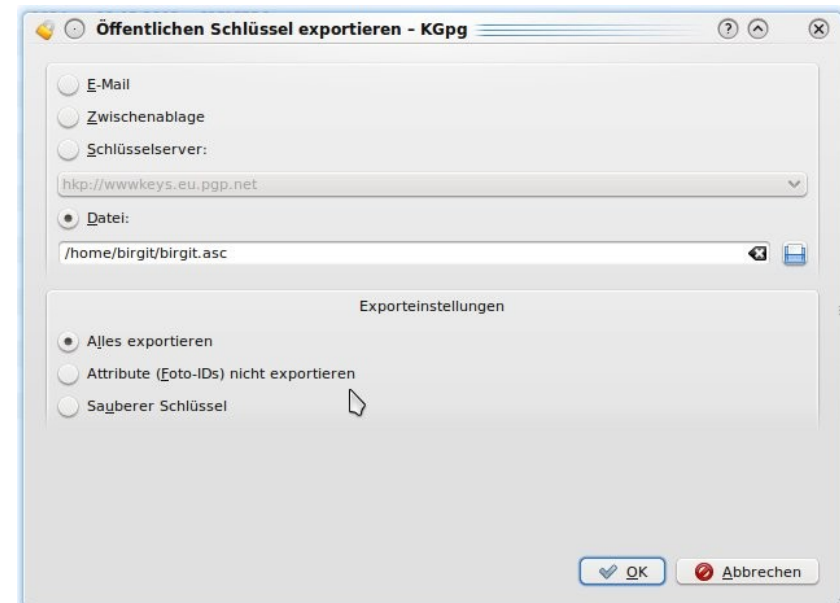 Öffentlichen Schlüssel exportieren – KGpg
E-Mail
Zwischenablage
Schlüsselserver:
hkp://wwwkeys.eu.pgp.net
Datei:
/home/birgit/birgit.asc
Exporteinstellungen
Alles exportieren
Attribute (Foto-IDs) nicht exportieren
Sauberer Schlüssel
OK Abbrechen